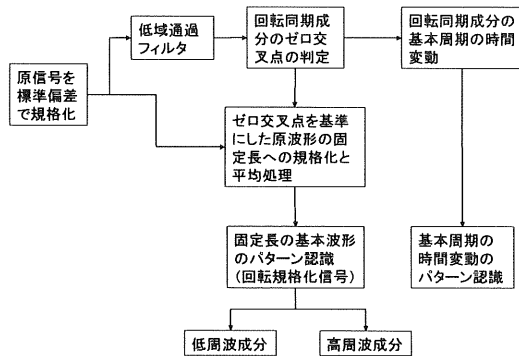 原信号を
標準偏差
で規格化
低域通過
フィルタ
回転同期成
分のゼロ交
叉点の判定
回転同期成分の
基本周期の時間
変動
ゼロ交叉点を基準
にした原波形の固
定長への規格化と
平均処理
固定長の基本波形
のパターン認識
(回転規格化信号)
基本周期の
時間変動の
パターン認識
低周波成分
高周波成分